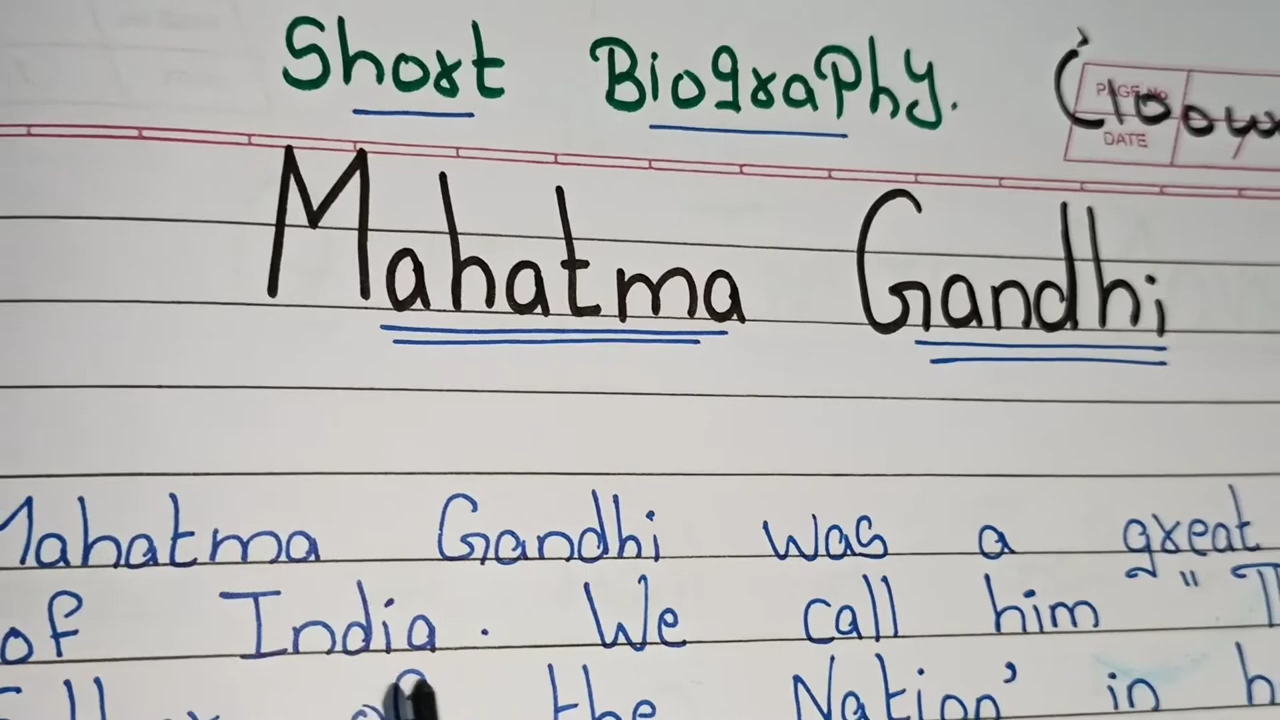 Short Biography. (100w
PAGE No
DATE
Mahatma Gandhi
Mahatma Gandhi was a great
of India. We call him "T
the Nation' in h